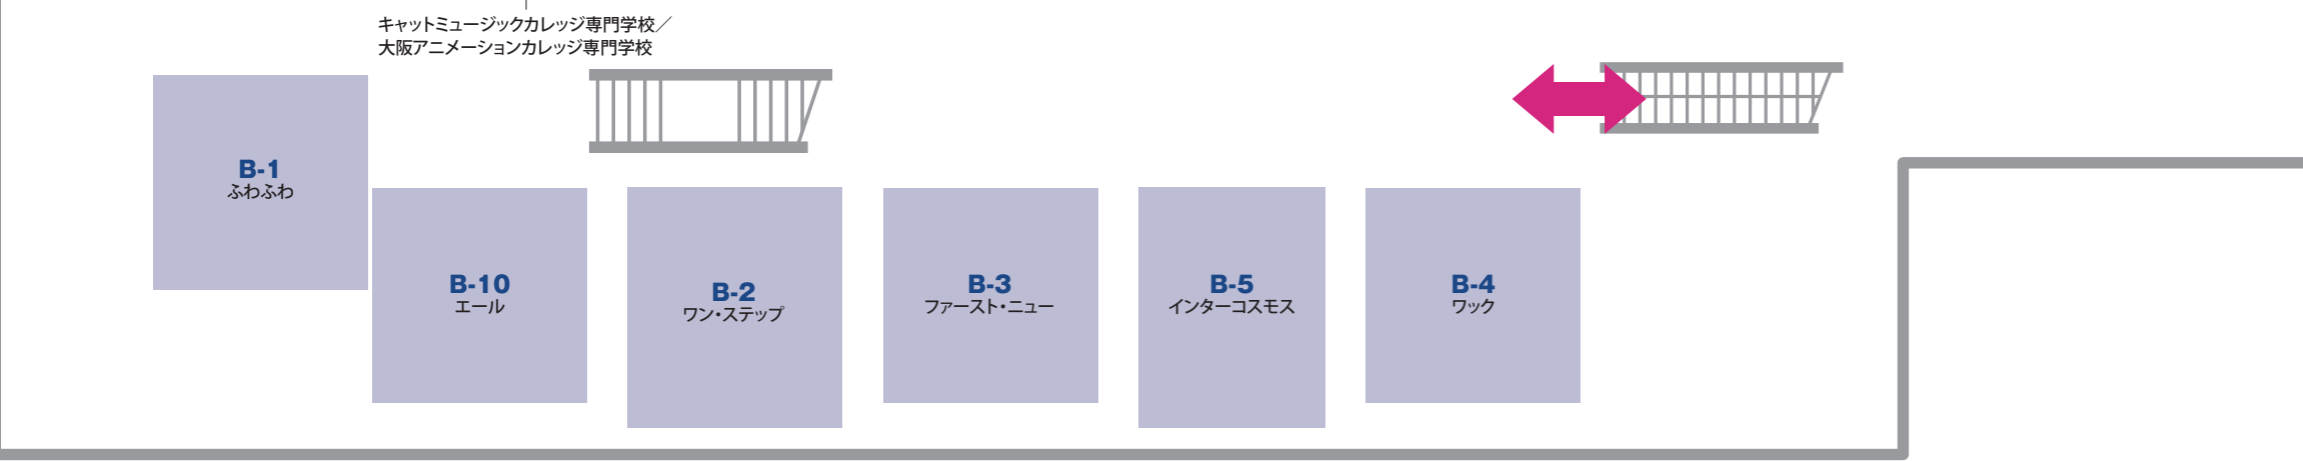 キャットミュージックカレッジ専門学校／
大阪アニメーションカレッジ専門学校
B-1
ふわふわ
B-10
エール
B-2
ワン・ステップ
B-3
ファースト・ニュー
B-5
インターコスモス
B-4
ワック